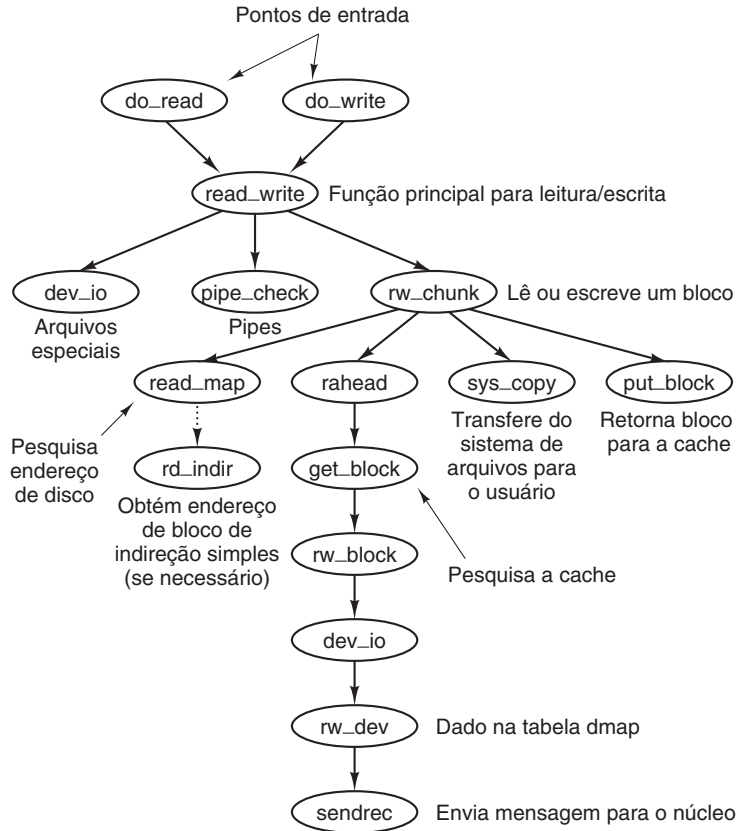 Pontos de entrada
do_read
do_write
read_write
Função principal para leitura/escrita
dev_io
pipe_check
rw_chunk
Lê ou escreve um bloco
Arquivos
especiais
Pipes
read_map
rahead
sys_copy
put_block
Pesquisa
endereço
de disco
Transfere do
sistema de
arquivos para
o usuário
Retorna bloco
para a cache
rd_indir
get_block
Obtém endereço
de bloco de
indireção simples
(se necessário)
rw_block
Pesquisa a cache
dev_io
rw_dev
Dado na tabela dmap
sendrec
Envia mensagem para o núcleo